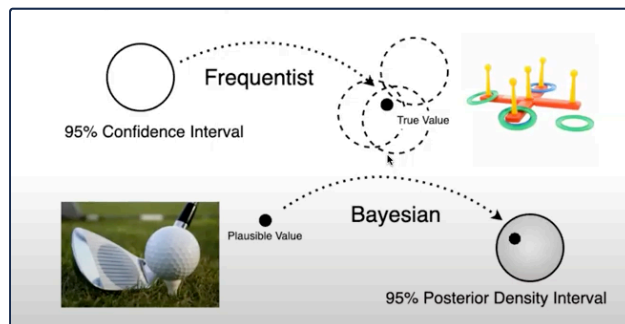 Frequentist
95% Confidence Interval
True Value
Bayesian
Plausible Value
95% Posterior Density Interval